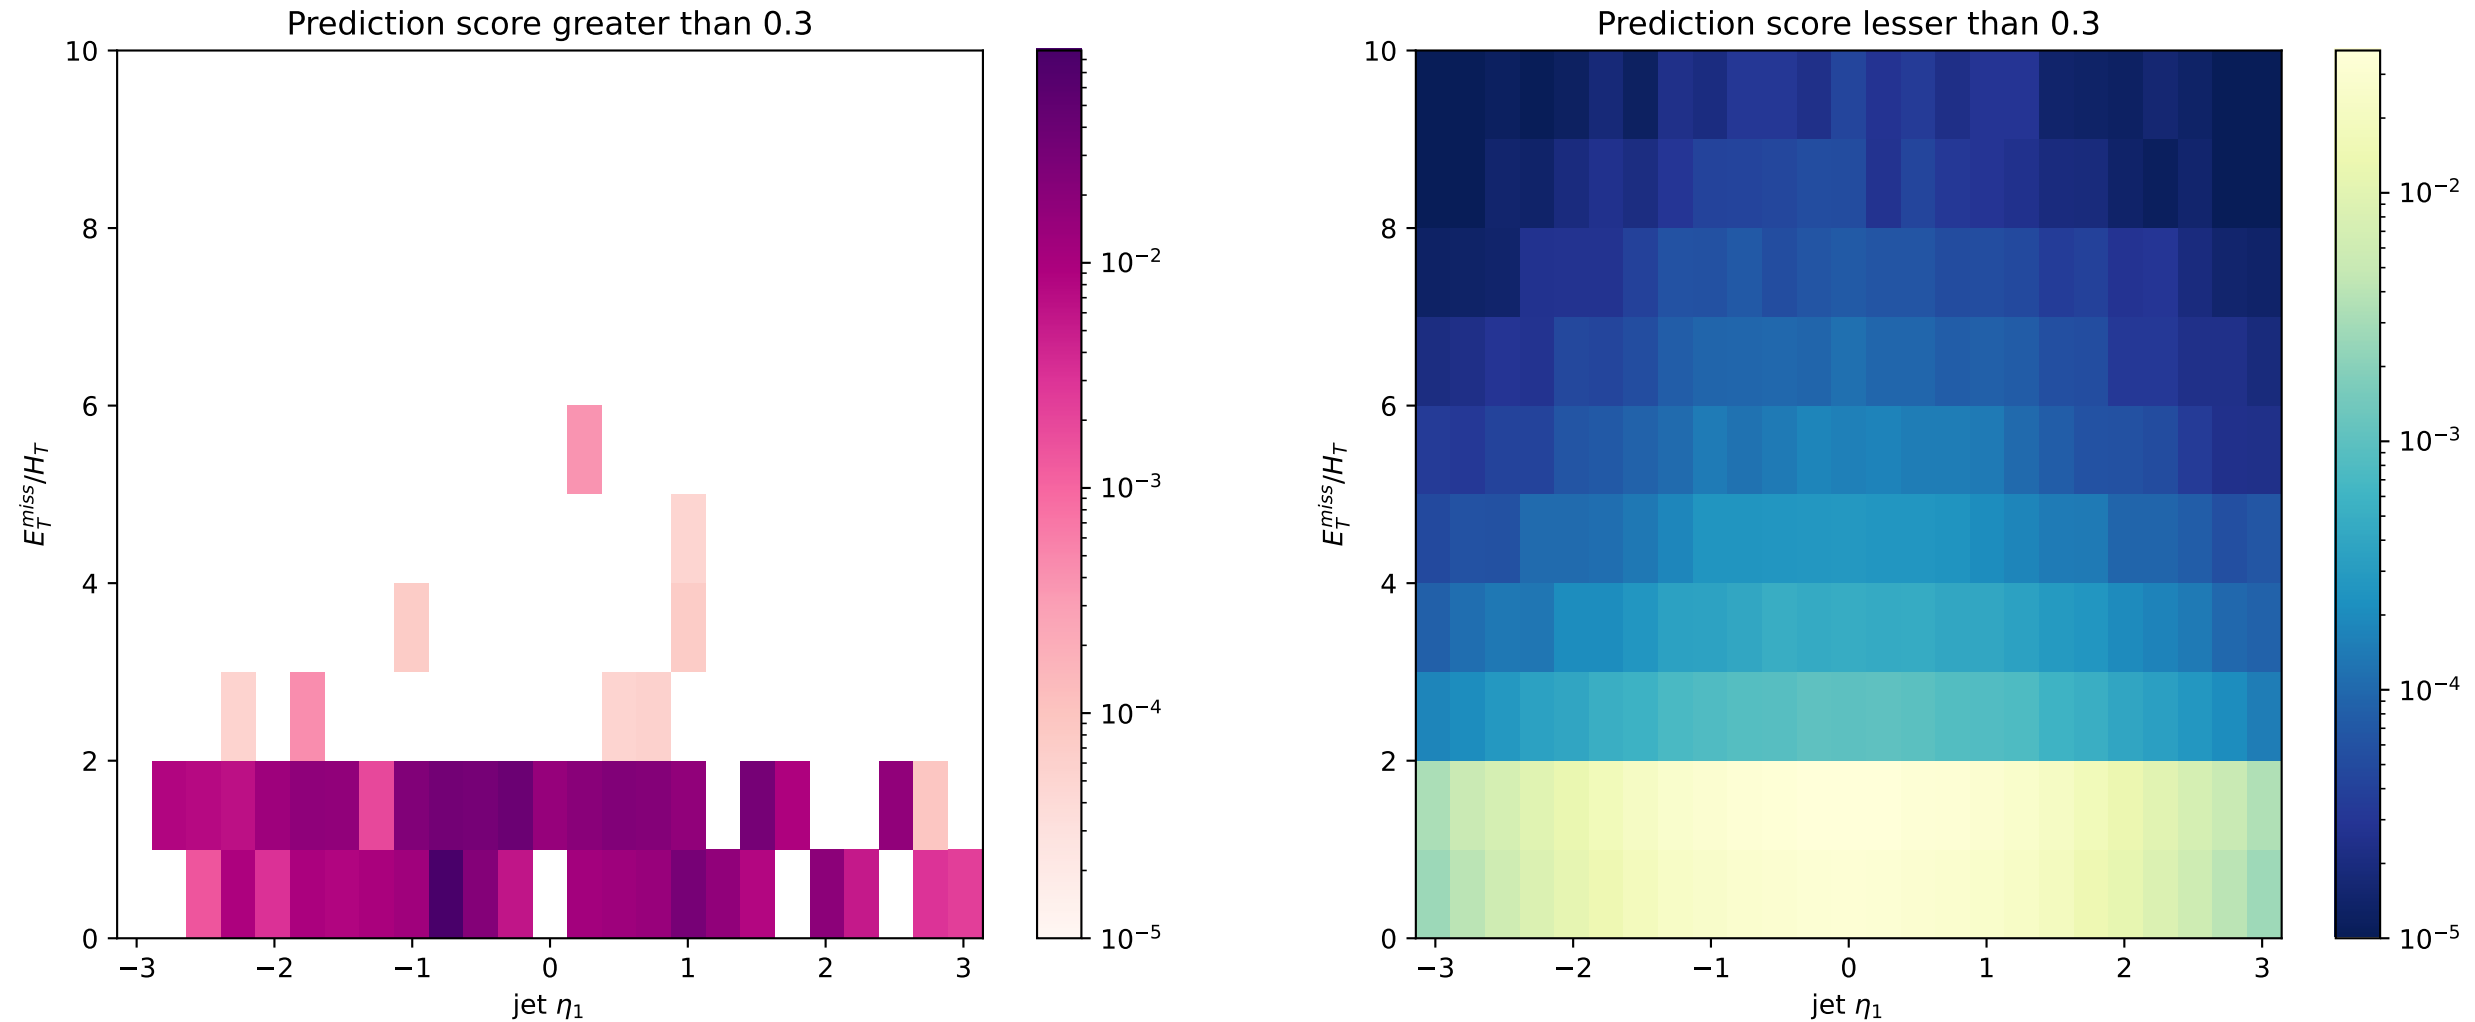 Prediction score greater than 0.3
10
8
6
4
2
0
−3 −2 −1 0 1 2 3
jet η₁
E_T^{miss}/H_T
10⁻²
10⁻³
10⁻⁴
10⁻⁵
Prediction score lesser than 0.3
10
8
6
4
2
0
−3 −2 −1 0 1 2 3
jet η₁
E_T^{miss}/H_T
10⁻²
10⁻³
10⁻⁴
10⁻⁵